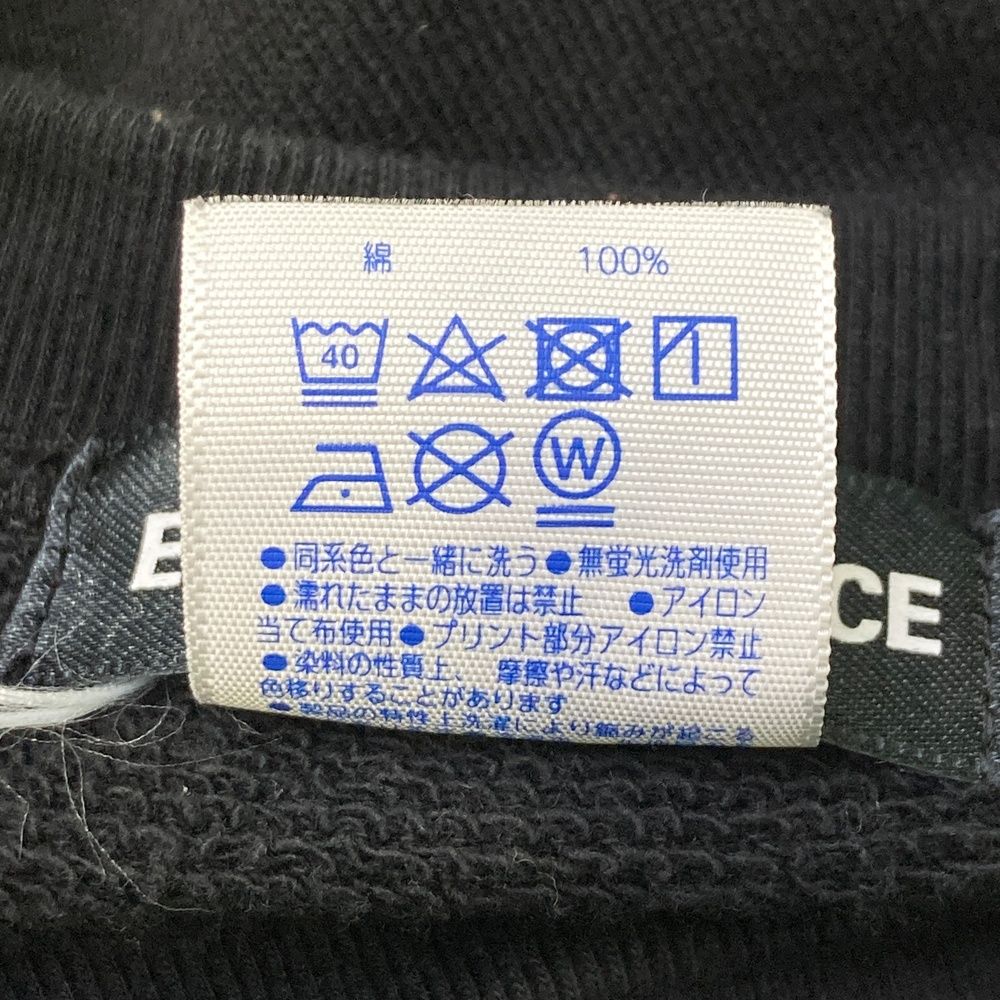 綿 100%
40
W
●同系色と一緒に洗う●無蛍光洗剤使用
●濡れたままの放置は禁止 ●アイロン
当て布使用●プリント部分アイロン禁止
●染料の性質上、 摩擦や汗などによって
色移りすることがあります
CE